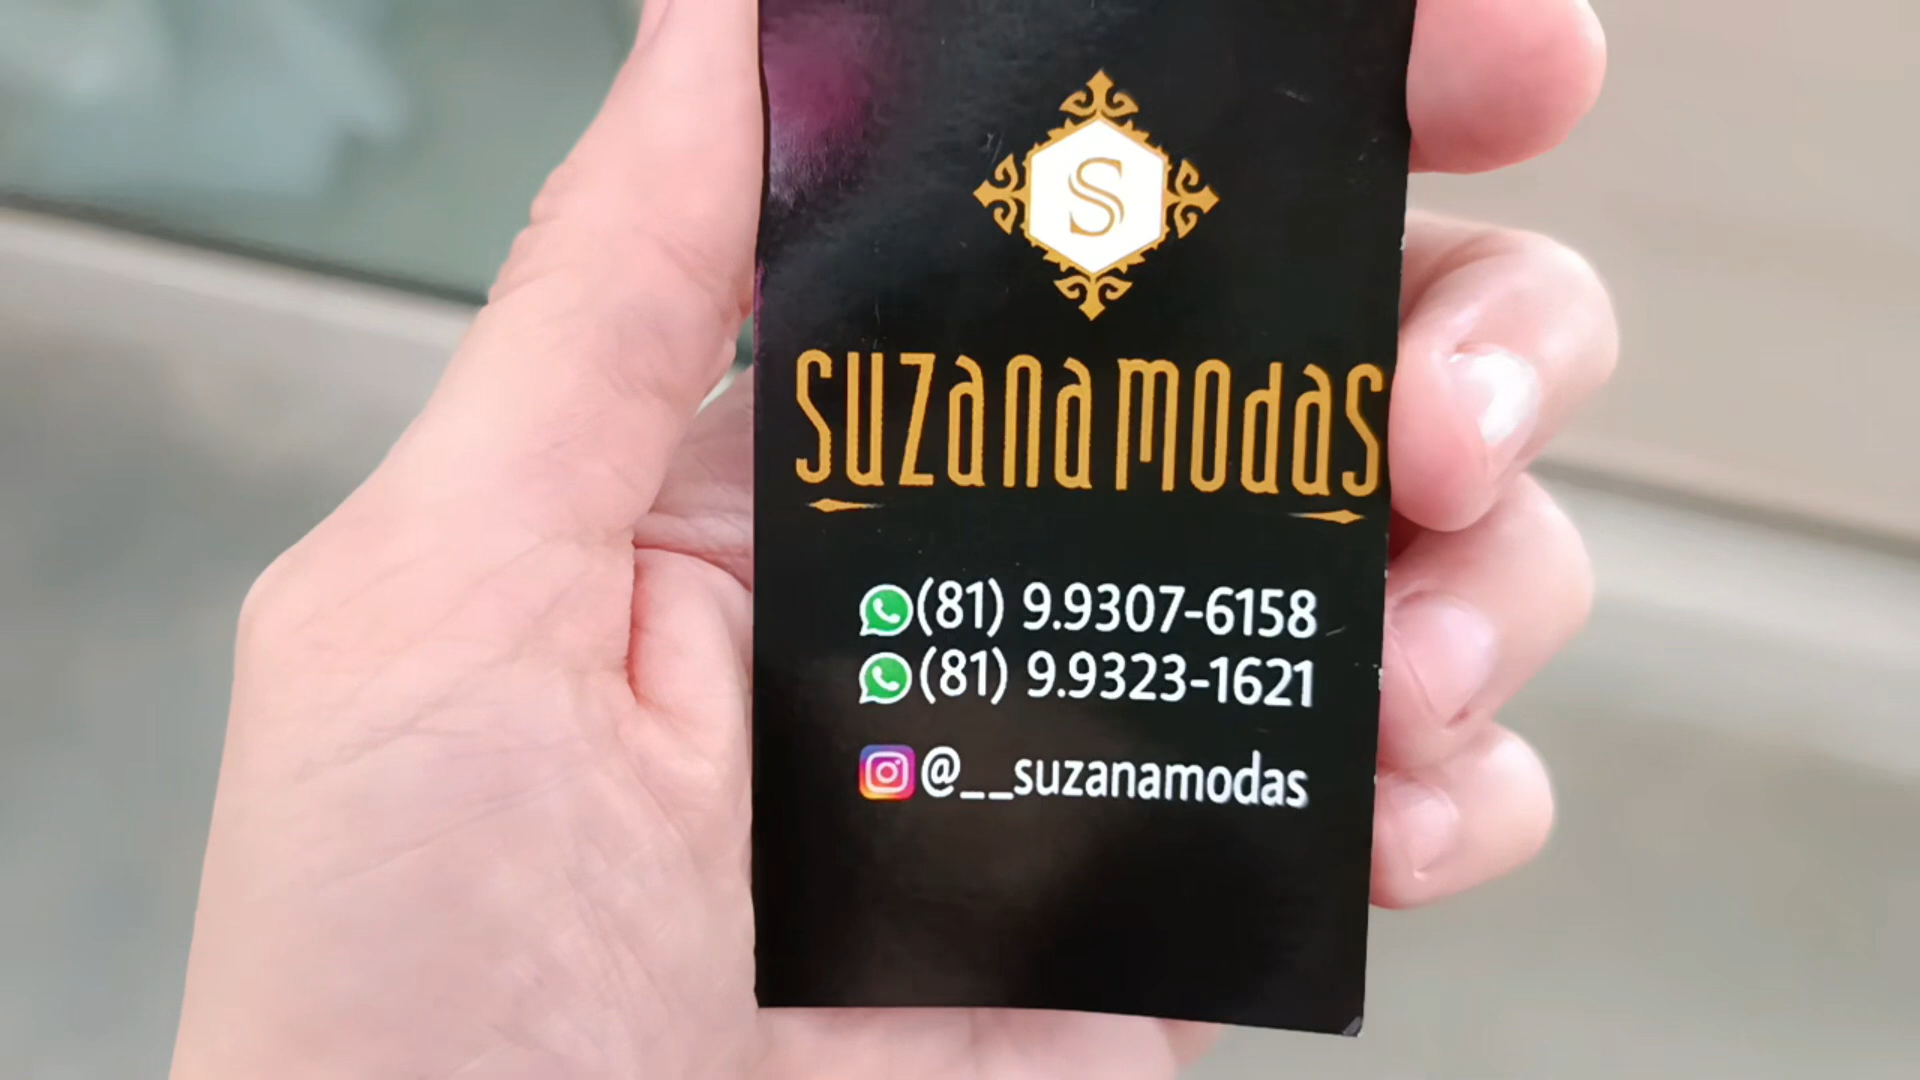 S
suzana modas
(81) 9.9307-6158
(81) 9.9323-1621
@__suzanamodas